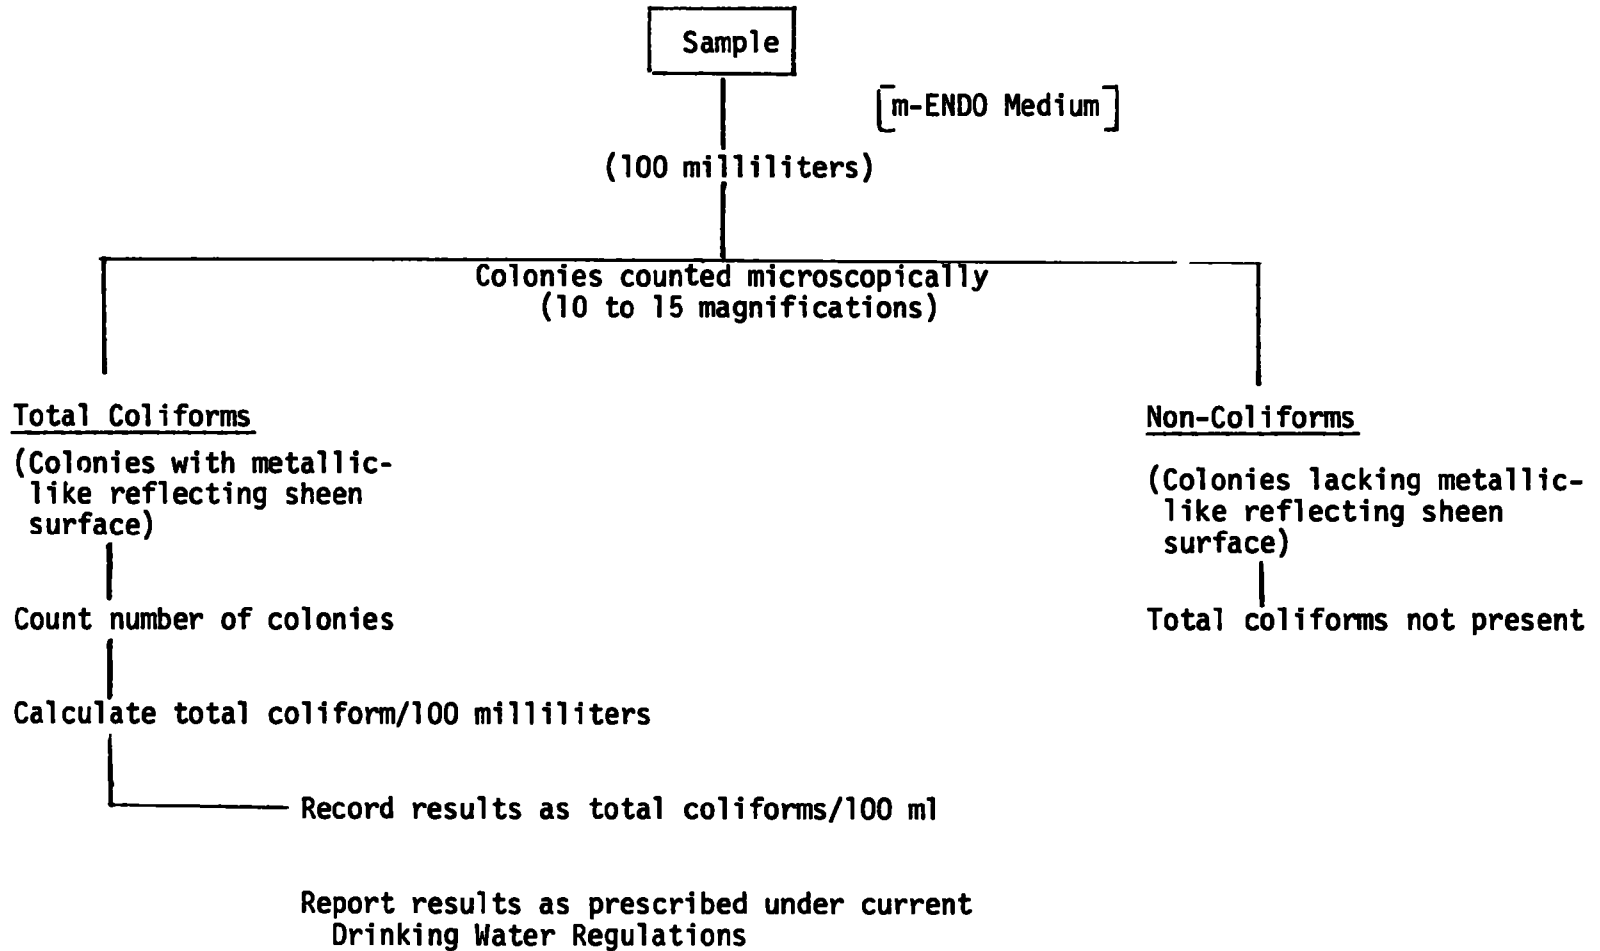 Sample
[m-ENDO Medium]
(100 milliliters)
Colonies counted microscopically
(10 to 15 magnifications)
Total Coliforms
(Colonies with metallic-
like reflecting sheen
surface)
Count number of colonies
Calculate total coliform/100 milliliters
Record results as total coliforms/100 ml
Report results as prescribed under current
Drinking Water Regulations
Non-Coliforms
(Colonies lacking metallic-
like reflecting sheen
surface)
Total coliforms not present